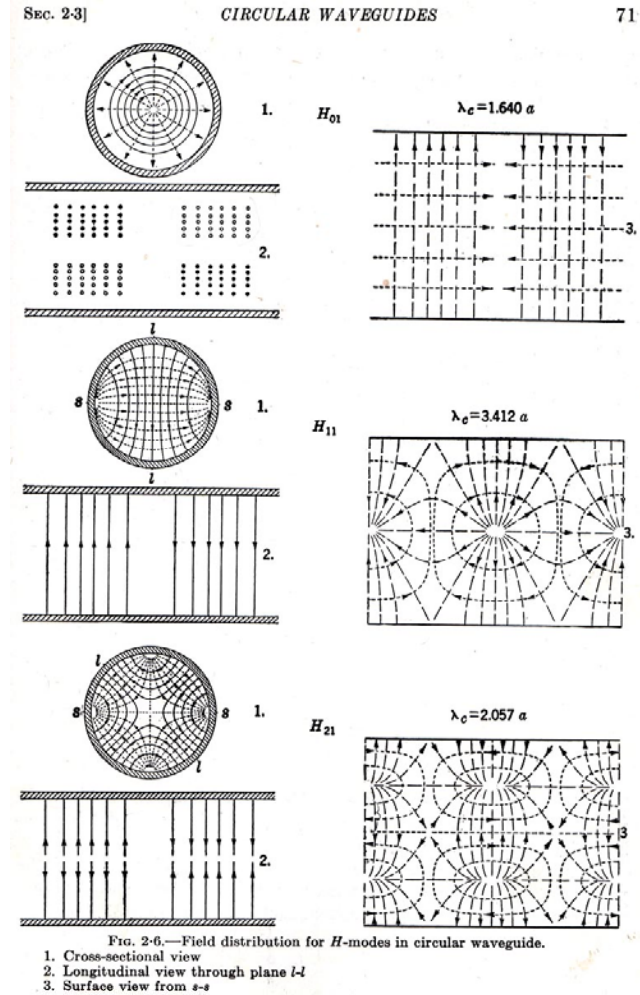 SEC. 2·3] CIRCULAR WAVEGUIDES 71
1.
H01 λc=1.640 a
2.
3.
l
s s 1.
l
H11 λc=3.412 a
2.
3.
l
s s 1.
l
H21 λc=2.057 a
2.
3
FIG. 2·6.—Field distribution for H-modes in circular waveguide.
1. Cross-sectional view
2. Longitudinal view through plane l-l
3. Surface view from s-s